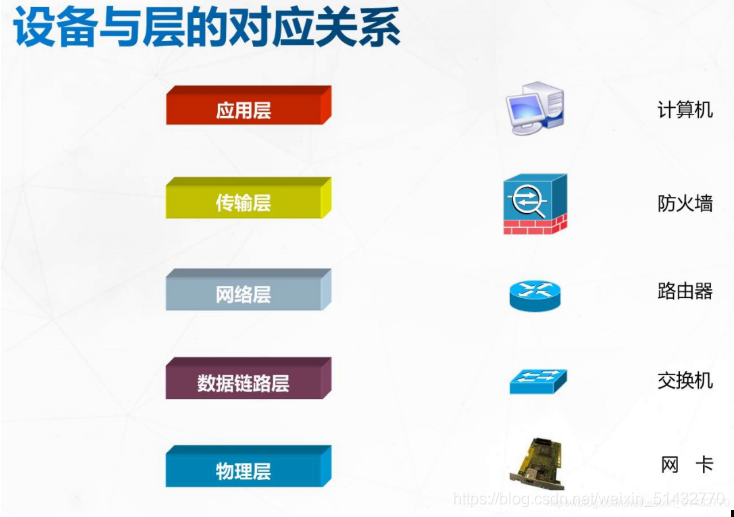 设备与层的对应关系
应用层 计算机
传输层 防火墙
网络层 路由器
数据链路层 交换机
物理层 网 卡
https://blog.csdn.net/weixin_51432770